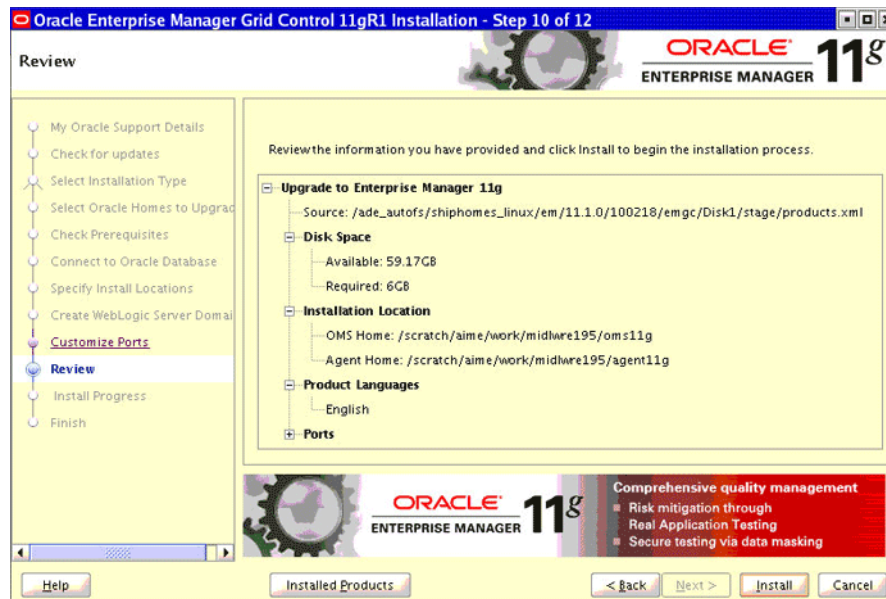 Oracle Enterprise Manager Grid Control 11gR1 Installation - Step 10 of 12
Review
ORACLE
ENTERPRISE MANAGER 11g
My Oracle Support Details
Check for updates
Select Installation Type
Select Oracle Homes to Upgrad
Check Prerequisites
Connect to Oracle Database
Specify Install Locations
Create WebLogic Server Domai
Customize Ports
Review
Install Progress
Finish
Review the information you have provided and click Install to begin the installation process.
Upgrade to Enterprise Manager 11g
Source: /ade_autofs/shiphomes_linux/em/11.1.0/100218/emgc/Disk1/stage/products.xml
Disk Space
Available: 59.17GB
Required: 6GB
Installation Location
OMS Home: /scratch/aime/work/midlwre195/oms11g
Agent Home: /scratch/aime/work/midlwre195/agent11g
Product Languages
English
Ports
ORACLE
ENTERPRISE MANAGER 11g
Comprehensive quality management
Risk mitigation through
Real Application Testing
Secure testing via data masking
Help
Installed Products
< Back
Next >
Install
Cancel